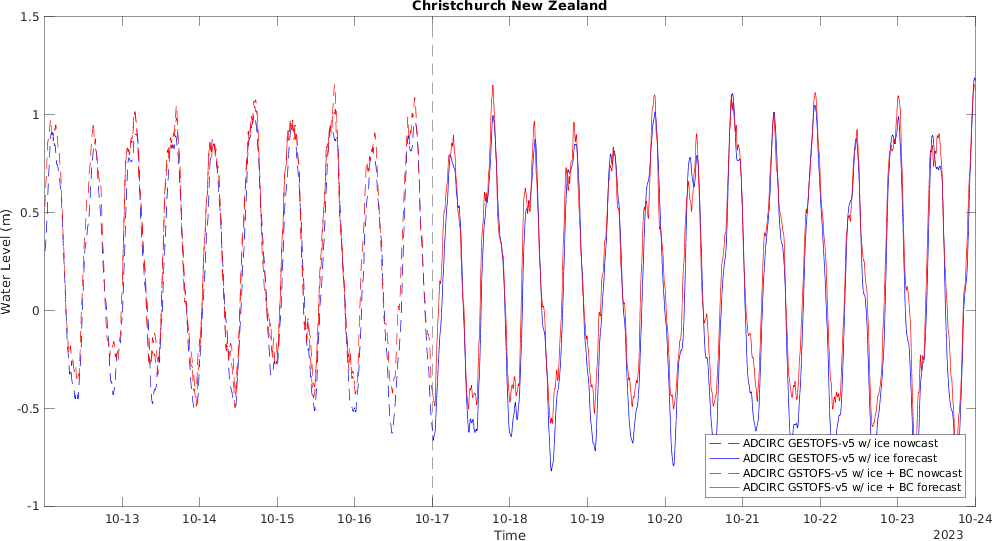 Christchurch New Zealand
1.5
1
0.5
0
-0.5
-1
Water Level (m)
10-13 10-14 10-15 10-16 10-17 10-18 10-19 10-20 10-21 10-22 10-23 10-24
Time
2023
ADCIRC GESTOFS-v5 w/ ice nowcast
ADCIRC GESTOFS-v5 w/ ice forecast
ADCIRC GSTOFS-v5 w/ ice + BC nowcast
ADCIRC GSTOFS-v5 w/ ice + BC forecast